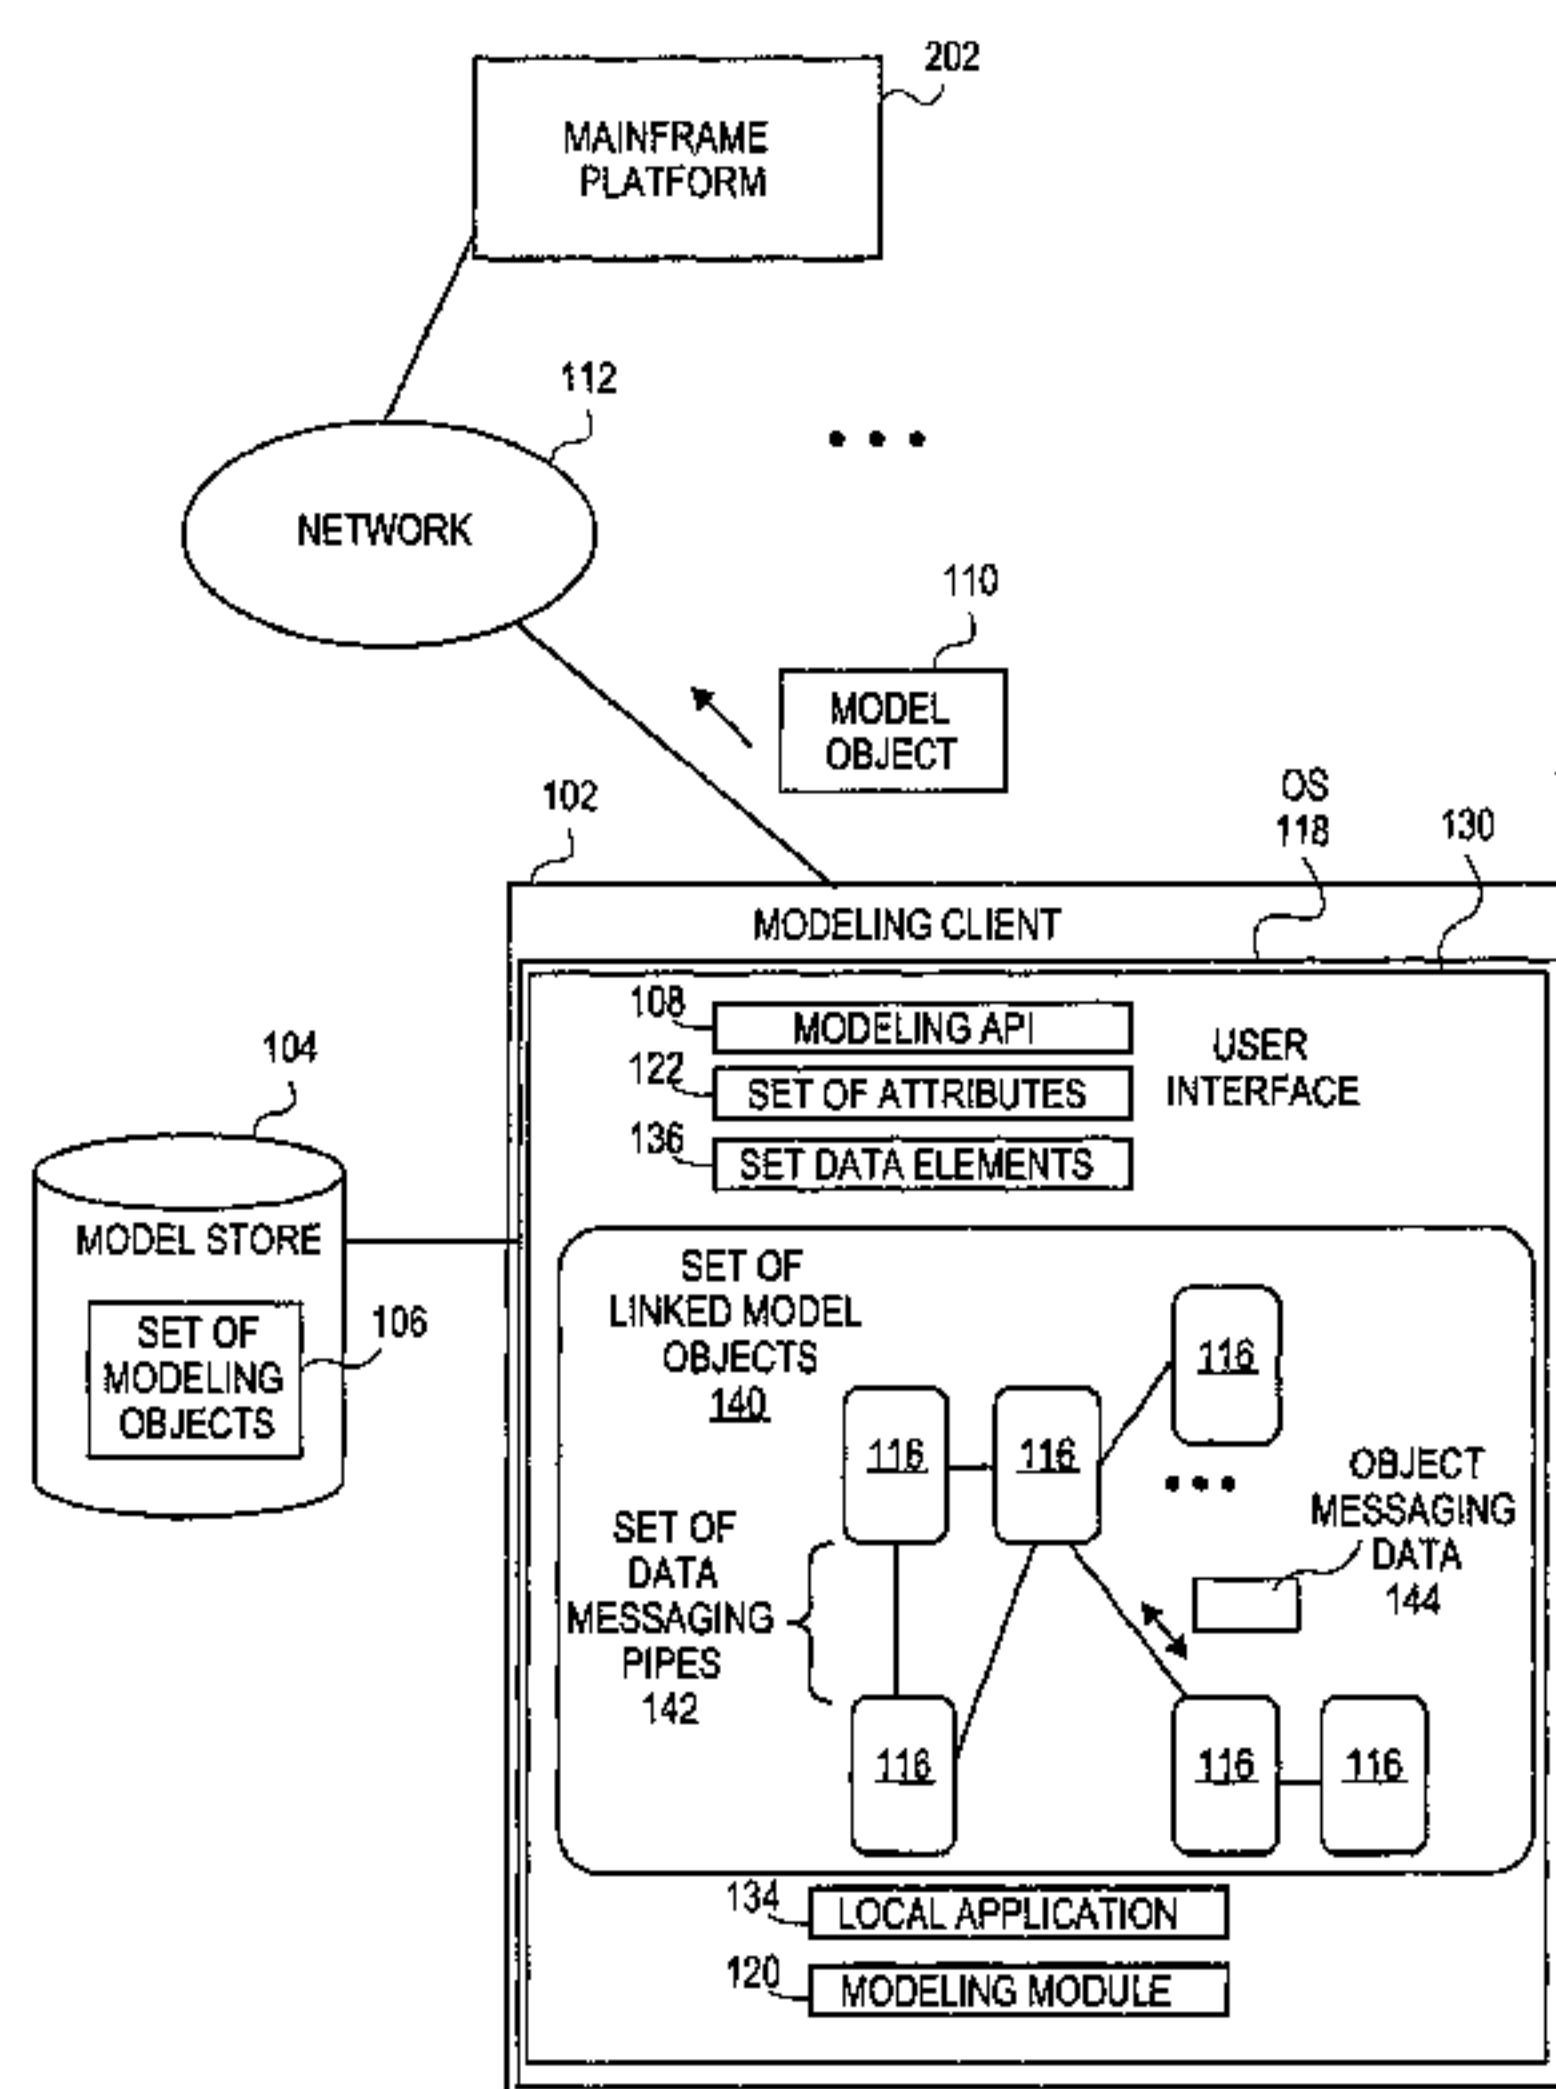 202
MAINFRAME
PLATFORM
112
NETWORK
110
MODEL
OBJECT
102
OS
118
130
MODELING CLIENT
108
MODELING API
USER
INTERFACE
122
SET OF ATTRIBUTES
136
SET DATA ELEMENTS
104
MODEL STORE
106
SET OF
MODELING
OBJECTS
SET OF
LINKED MODEL
OBJECTS
140
116
116
116
OBJECT
MESSAGING
DATA
144
SET OF
DATA
MESSAGING
PIPES
142
116
116
116
134
LOCAL APPLICATION
120
MODELING MODULE